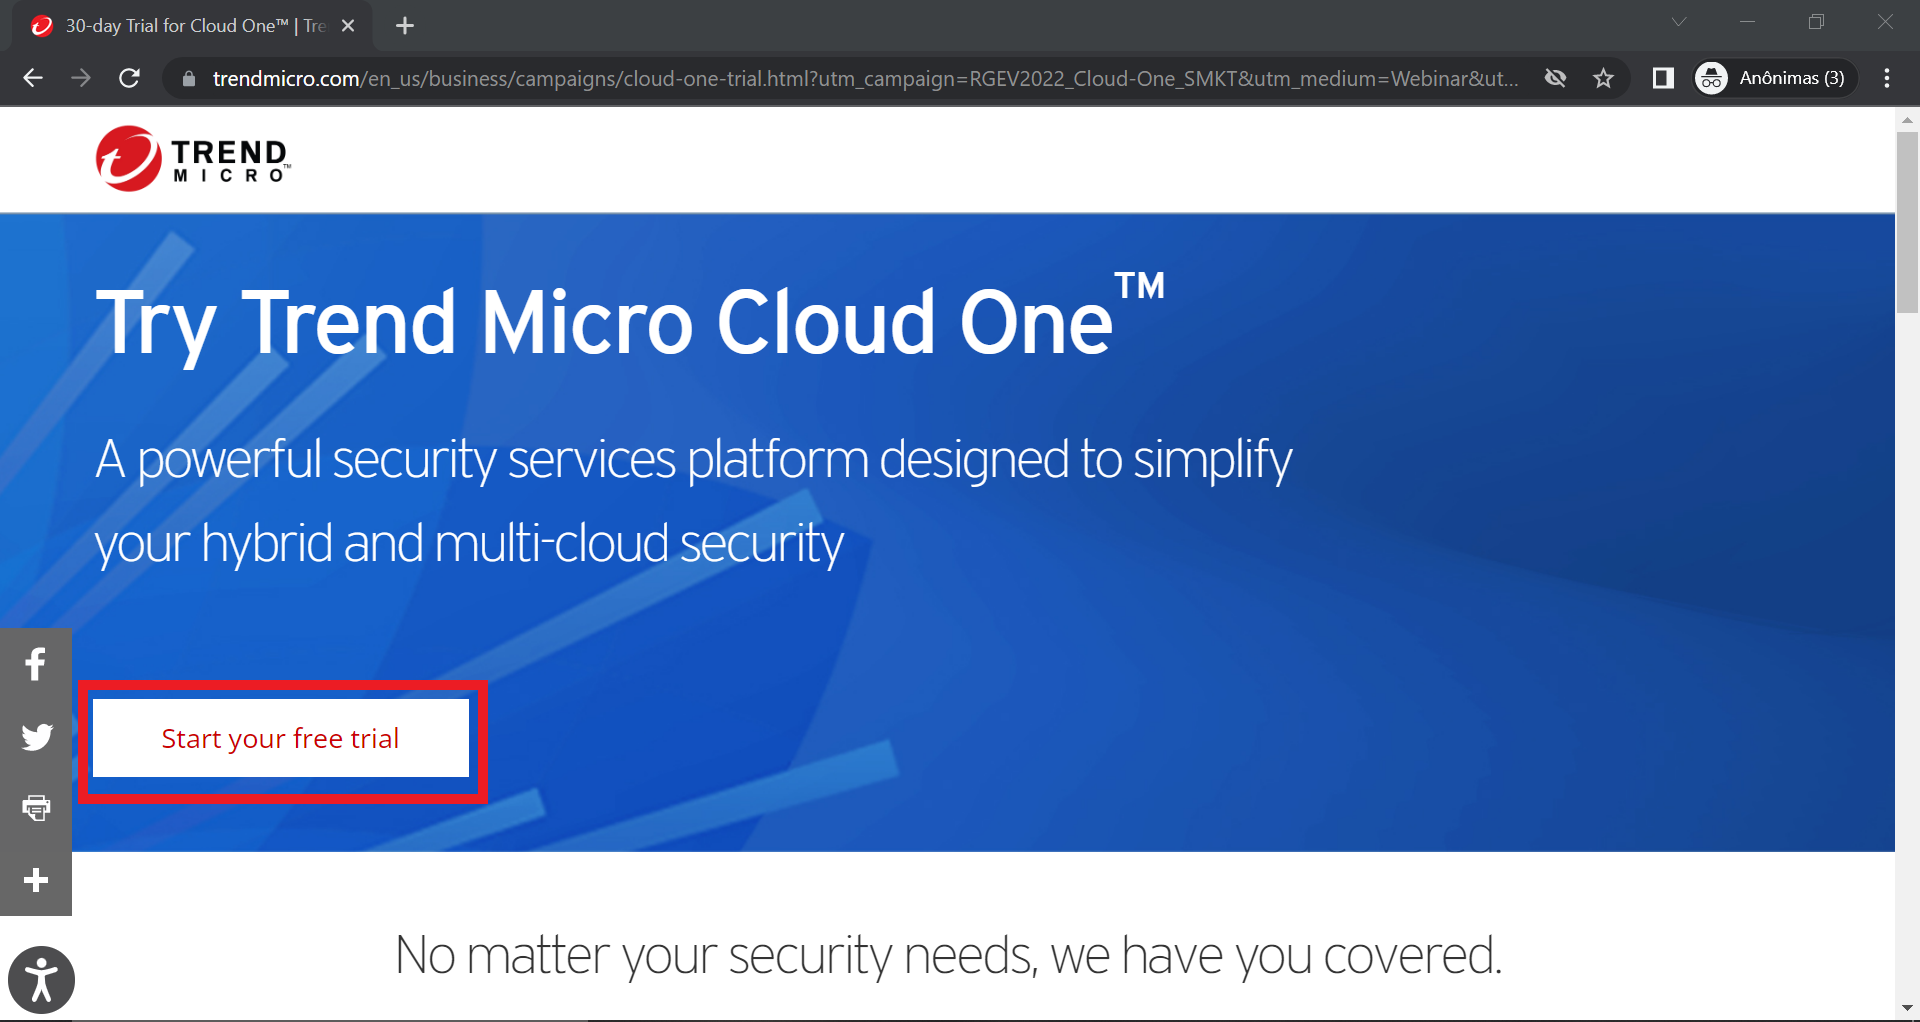 30-day Trial for Cloud One™ | Tre
trendmicro.com/en_us/business/campaigns/cloud-one-trial.html?utm_campaign=RGEV2022_Cloud-One_SMKT&utm_medium=Webinar&ut...
Anônimas (3)
TREND
MICRO™
Try Trend Micro Cloud One™
A powerful security services platform designed to simplify
your hybrid and multi-cloud security
Start your free trial
No matter your security needs, we have you covered.